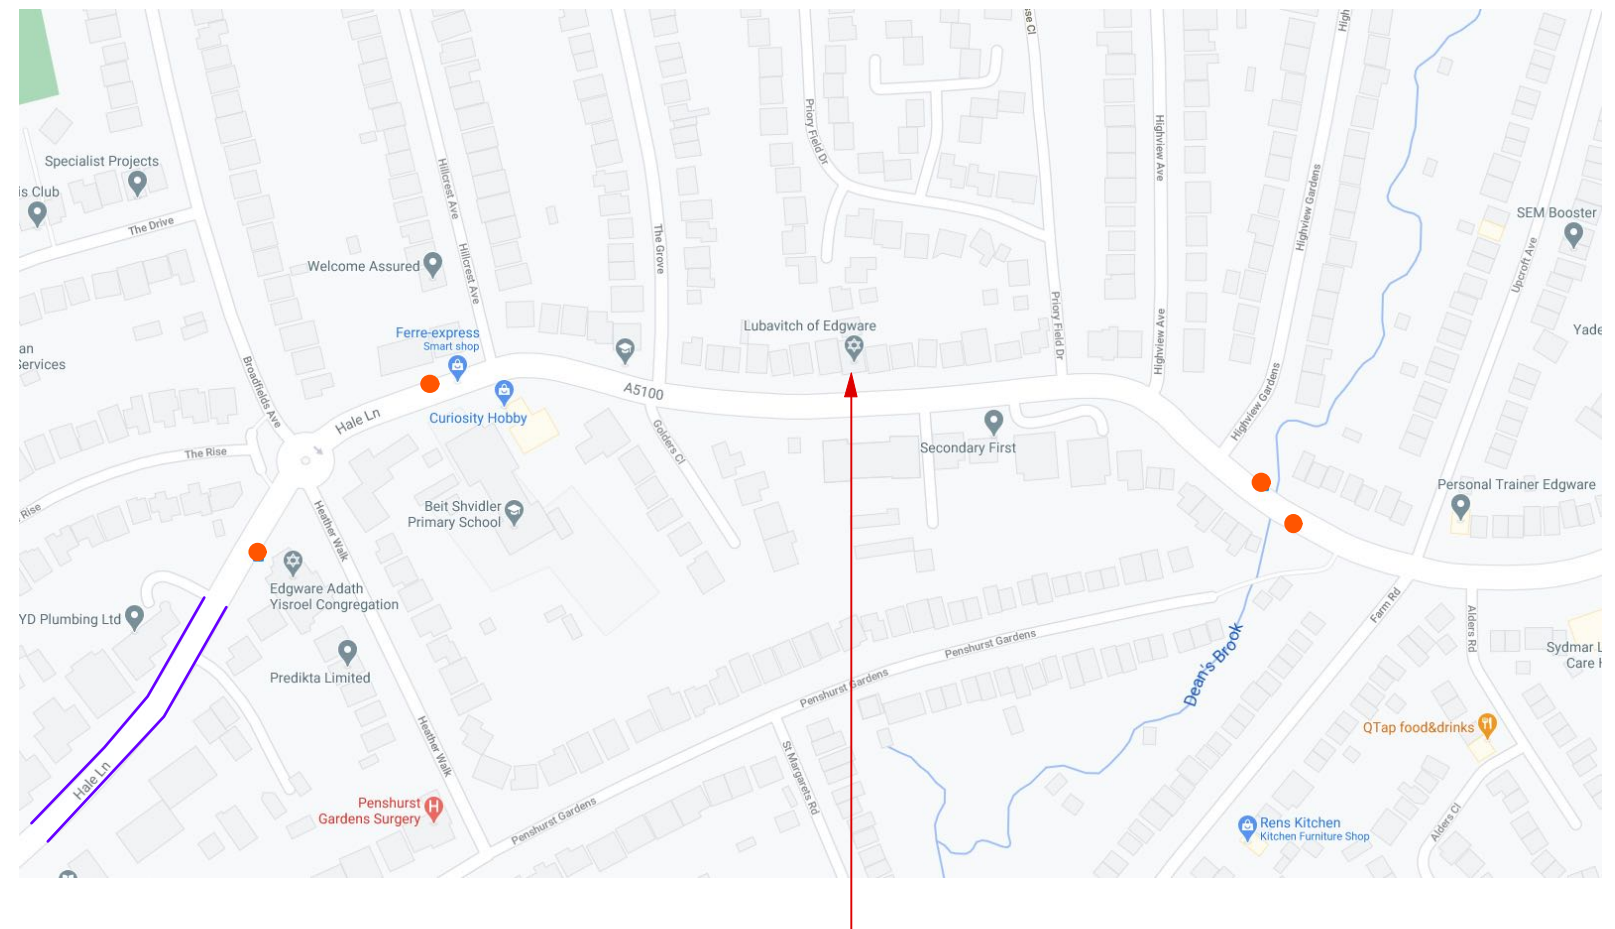 se Cl
High
Specialist Projects
is Club
The Drive
Hillcrest Ave
Hillcrest Ave
Welcome Assured
The Grove
Priory Field Dr
Highview Ave
Highview Gardens
SEM Booster
Upcroft Ave
Ferre-express
Smart shop
Lubavitch of Edgware
Priory Field Dr
Highview Ave
Yade
an
Services
Broadfields Ave
Hale Ln
A5100
Curiosity Hobby
Golders Cl
Secondary First
Highview Gardens
The Rise
Rise
Heather Walk
Beit Shvidler
Primary School
Personal Trainer Edgware
Edgware Adath
Yisroel Congregation
YD Plumbing Ltd
Farm Rd
Alders Rd
Penshurst Gardens
Dean's Brook
Sydmar L
Care H
Predikta Limited
Penshurst Gardens
QTap food&drinks
Heather Walk
St Margarets Rd
Hale Ln
Penshurst
Gardens Surgery
Penshurst Gardens
Rens Kitchen
Kitchen Furniture Shop
Alders Cl